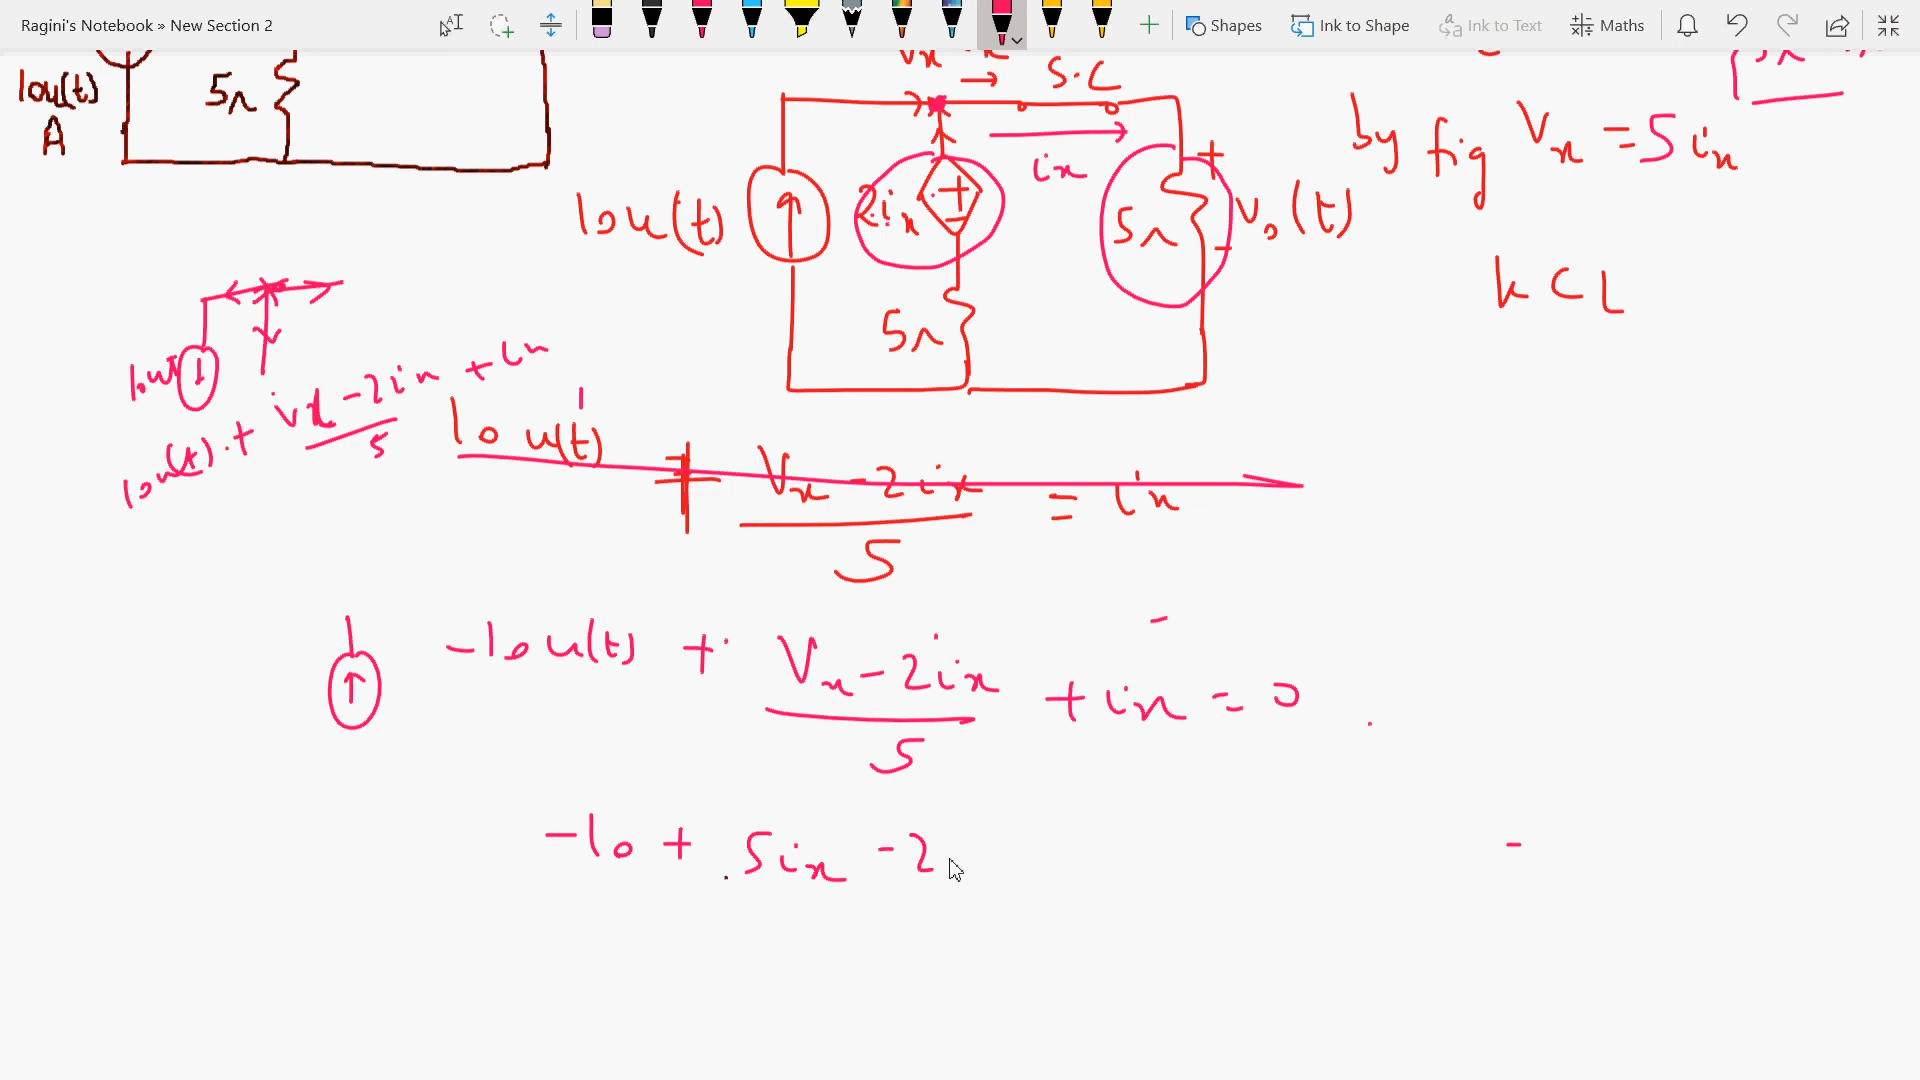 Ragini's Notebook » New Section 2
Shapes
Ink to Shape
Ink to Text
Maths
10u(t)
A
5Ω
S.C
ix
10u(t)
2ix
+
-
5Ω
5Ω
+
-
v0(t)
by fig Vx = 5 ix
KCL
10u(t) + Vx - 2ix / 5 + ix
10 u(t) + Vx - 2ix / 5 = ix
-10 u(t) + Vx - 2ix / 5 + ix = 0
-10 + 5ix - 2